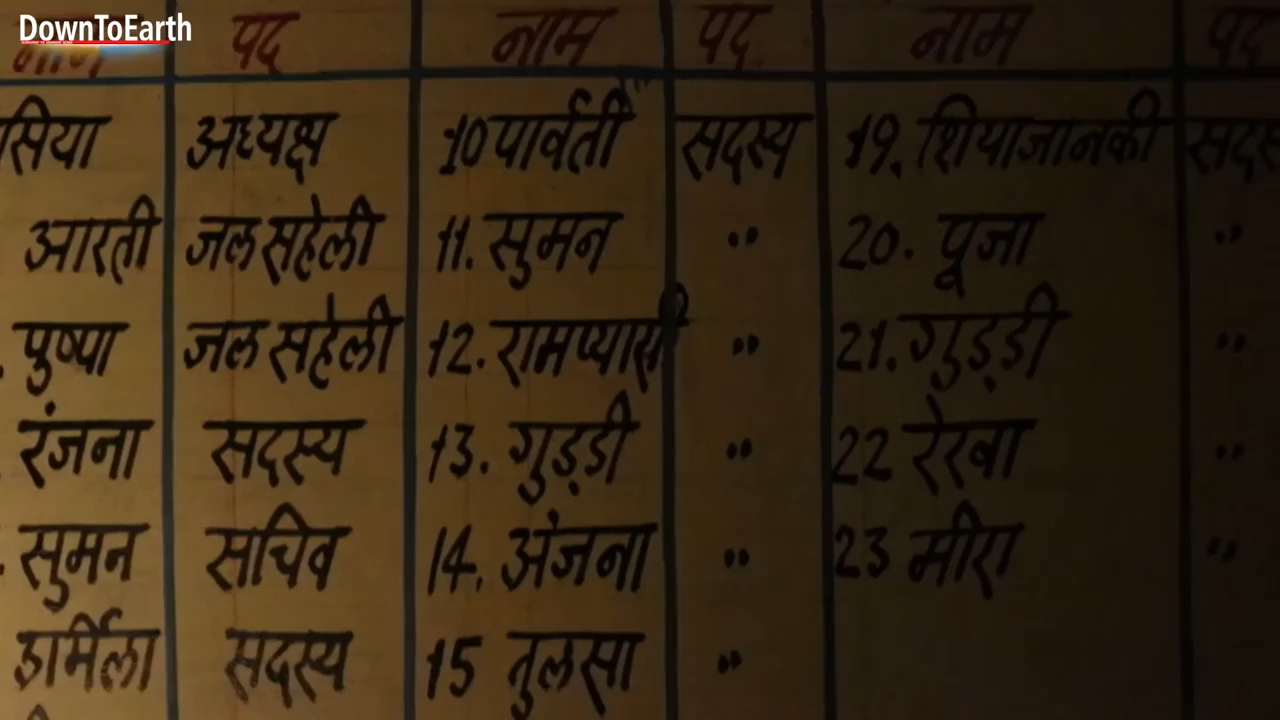 DownToEarth
नाम पद नाम पद नाम पद
सिया अध्यक्ष 10 पार्वती सदस्य 19. शियाजानकी
आरती जल सहेली 11. सुमन " 20. पूजा "
पुष्पा जल सहेली 12. रामप्यारी " 21. गुड्डी "
रंजना सदस्य 13. गुड्डी " 22 रेखा "
सुमन सचिव 14. अंजना " 23 मीरा "
उर्मिला सदस्य 15 तुलसा "